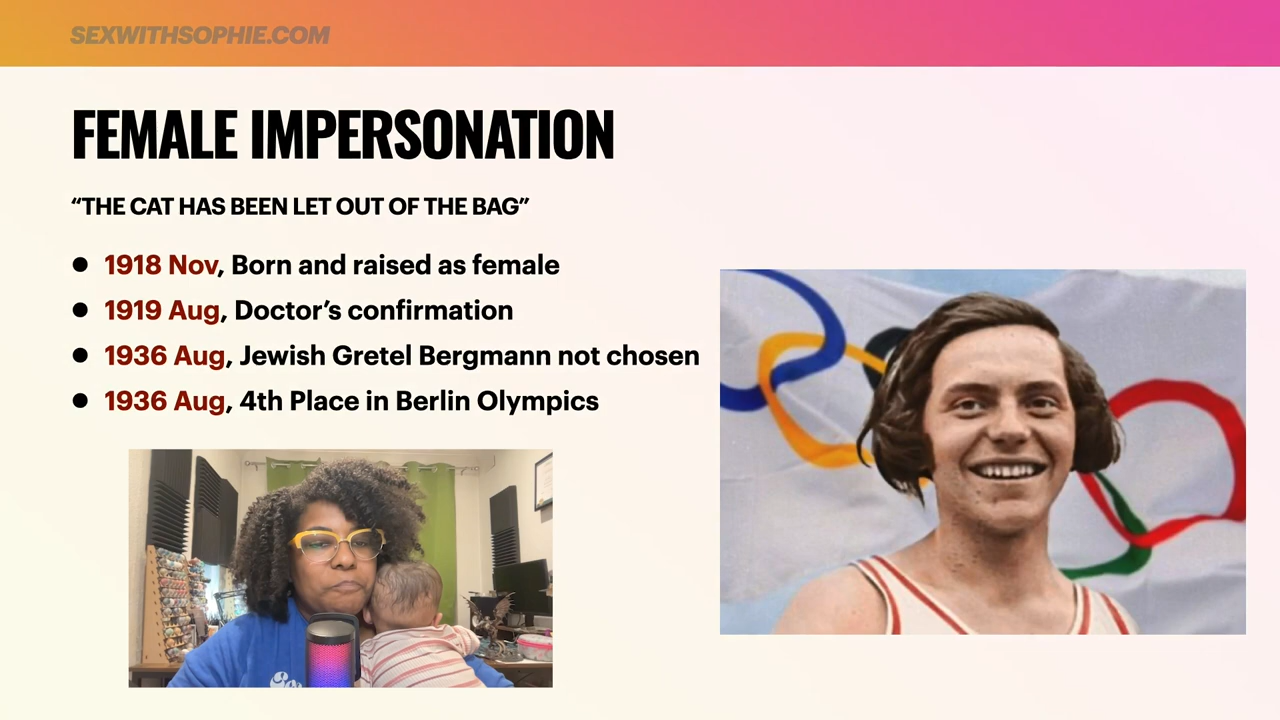 SEXWITHSOPHIE.COM
FEMALE IMPERSONATION
“THE CAT HAS BEEN LET OUT OF THE BAG”
● 1918 Nov, Born and raised as female
● 1919 Aug, Doctor’s confirmation
● 1936 Aug, Jewish Gretel Bergmann not chosen
● 1936 Aug, 4th Place in Berlin Olympics